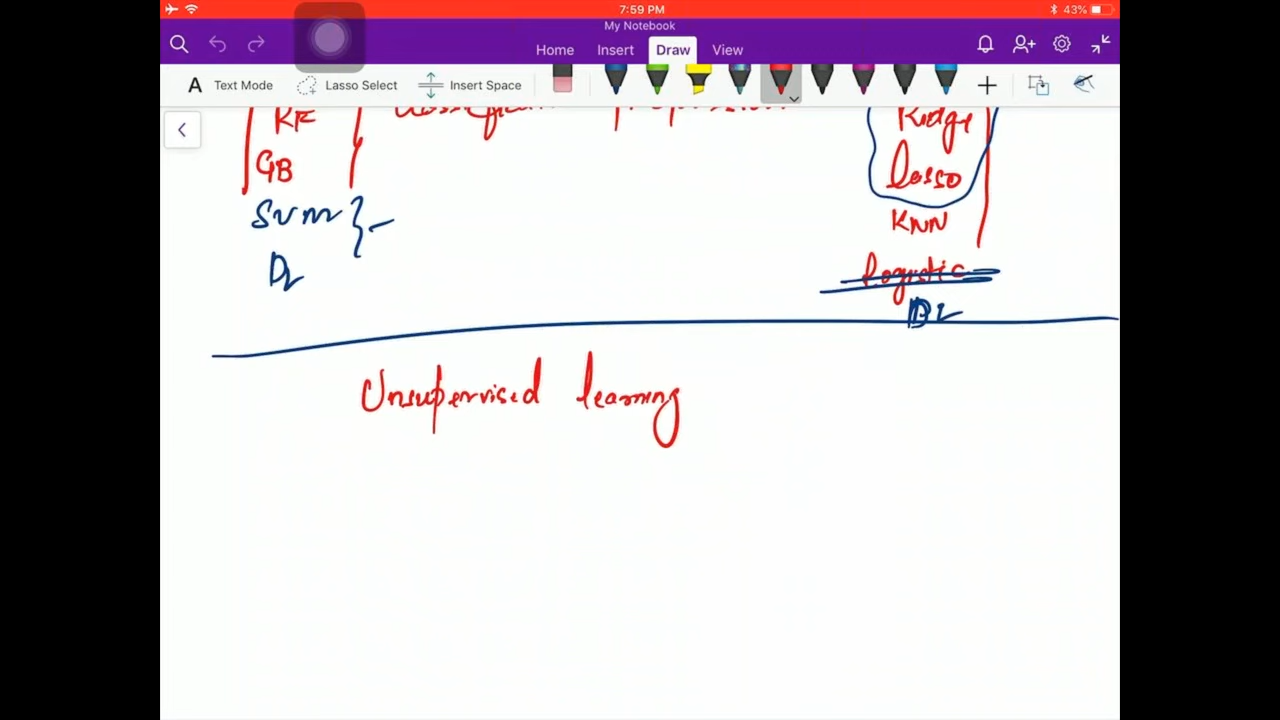 7:59 PM
43%
My Notebook
Home Insert Draw View
Text Mode Lasso Select Insert Space
RF Ridge
GB Lasso
SVM KNN
DL Logistic
DL
Unsupervised learning